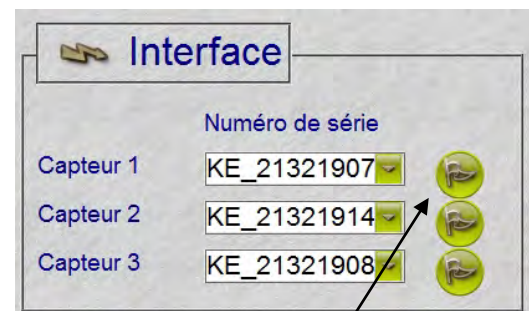 Interface
Numéro de série
Capteur 1 KE_21321907
Capteur 2 KE_21321914
Capteur 3 KE_21321908